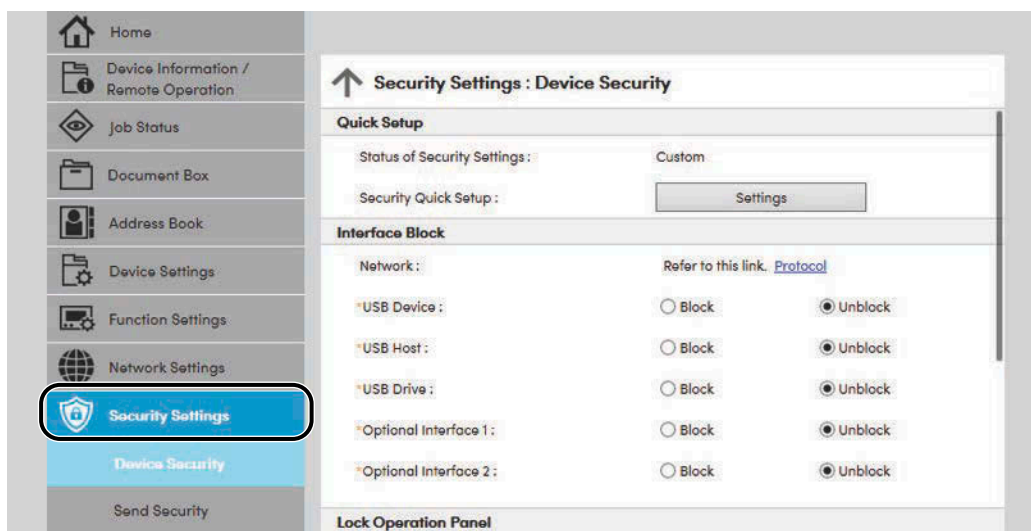 Home
Device Information /
Remote Operation
Job Status
Document Box
Address Book
Device Settings
Function Settings
Network Settings
Security Settings
Device Security
Send Security
Security Settings : Device Security
Quick Setup
Status of Security Settings : Custom
Security Quick Setup : Settings
Interface Block
Network : Refer to this link. Protocol
*USB Device : Block Unblock
*USB Host : Block Unblock
*USB Drive : Block Unblock
*Optional Interface 1 : Block Unblock
*Optional Interface 2 : Block Unblock
Lock Operation Panel